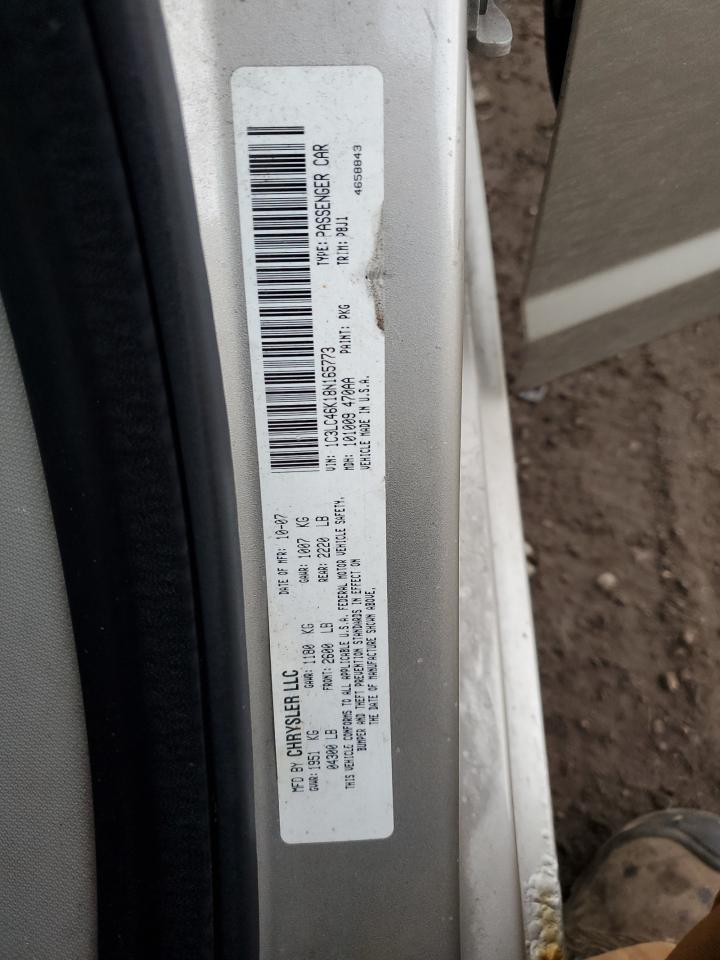 MFD BY CHRYSLER LLC
DATE OF MFR: 10-07
GVWR: 1951 KG
GAWR: 1180 KG
GAWR: 1007 KG
04300 LB
FRONT: 2600 LB
REAR: 2220 LB
THIS VEHICLE CONFORMS TO ALL APPLICABLE U.S.A. FEDERAL MOTOR VEHICLE SAFETY,
BUMPER AND THEFT PREVENTION STANDARDS IN EFFECT ON
THE DATE OF MANUFACTURE SHOWN ABOVE.
VIN: 1C3LC46K18N165773
TYPE: PASSENGER CAR
MDH: 101009 470AA
PAINT: PKG
TRIM: P8J1
VEHICLE MADE IN U.S.A.
4658843